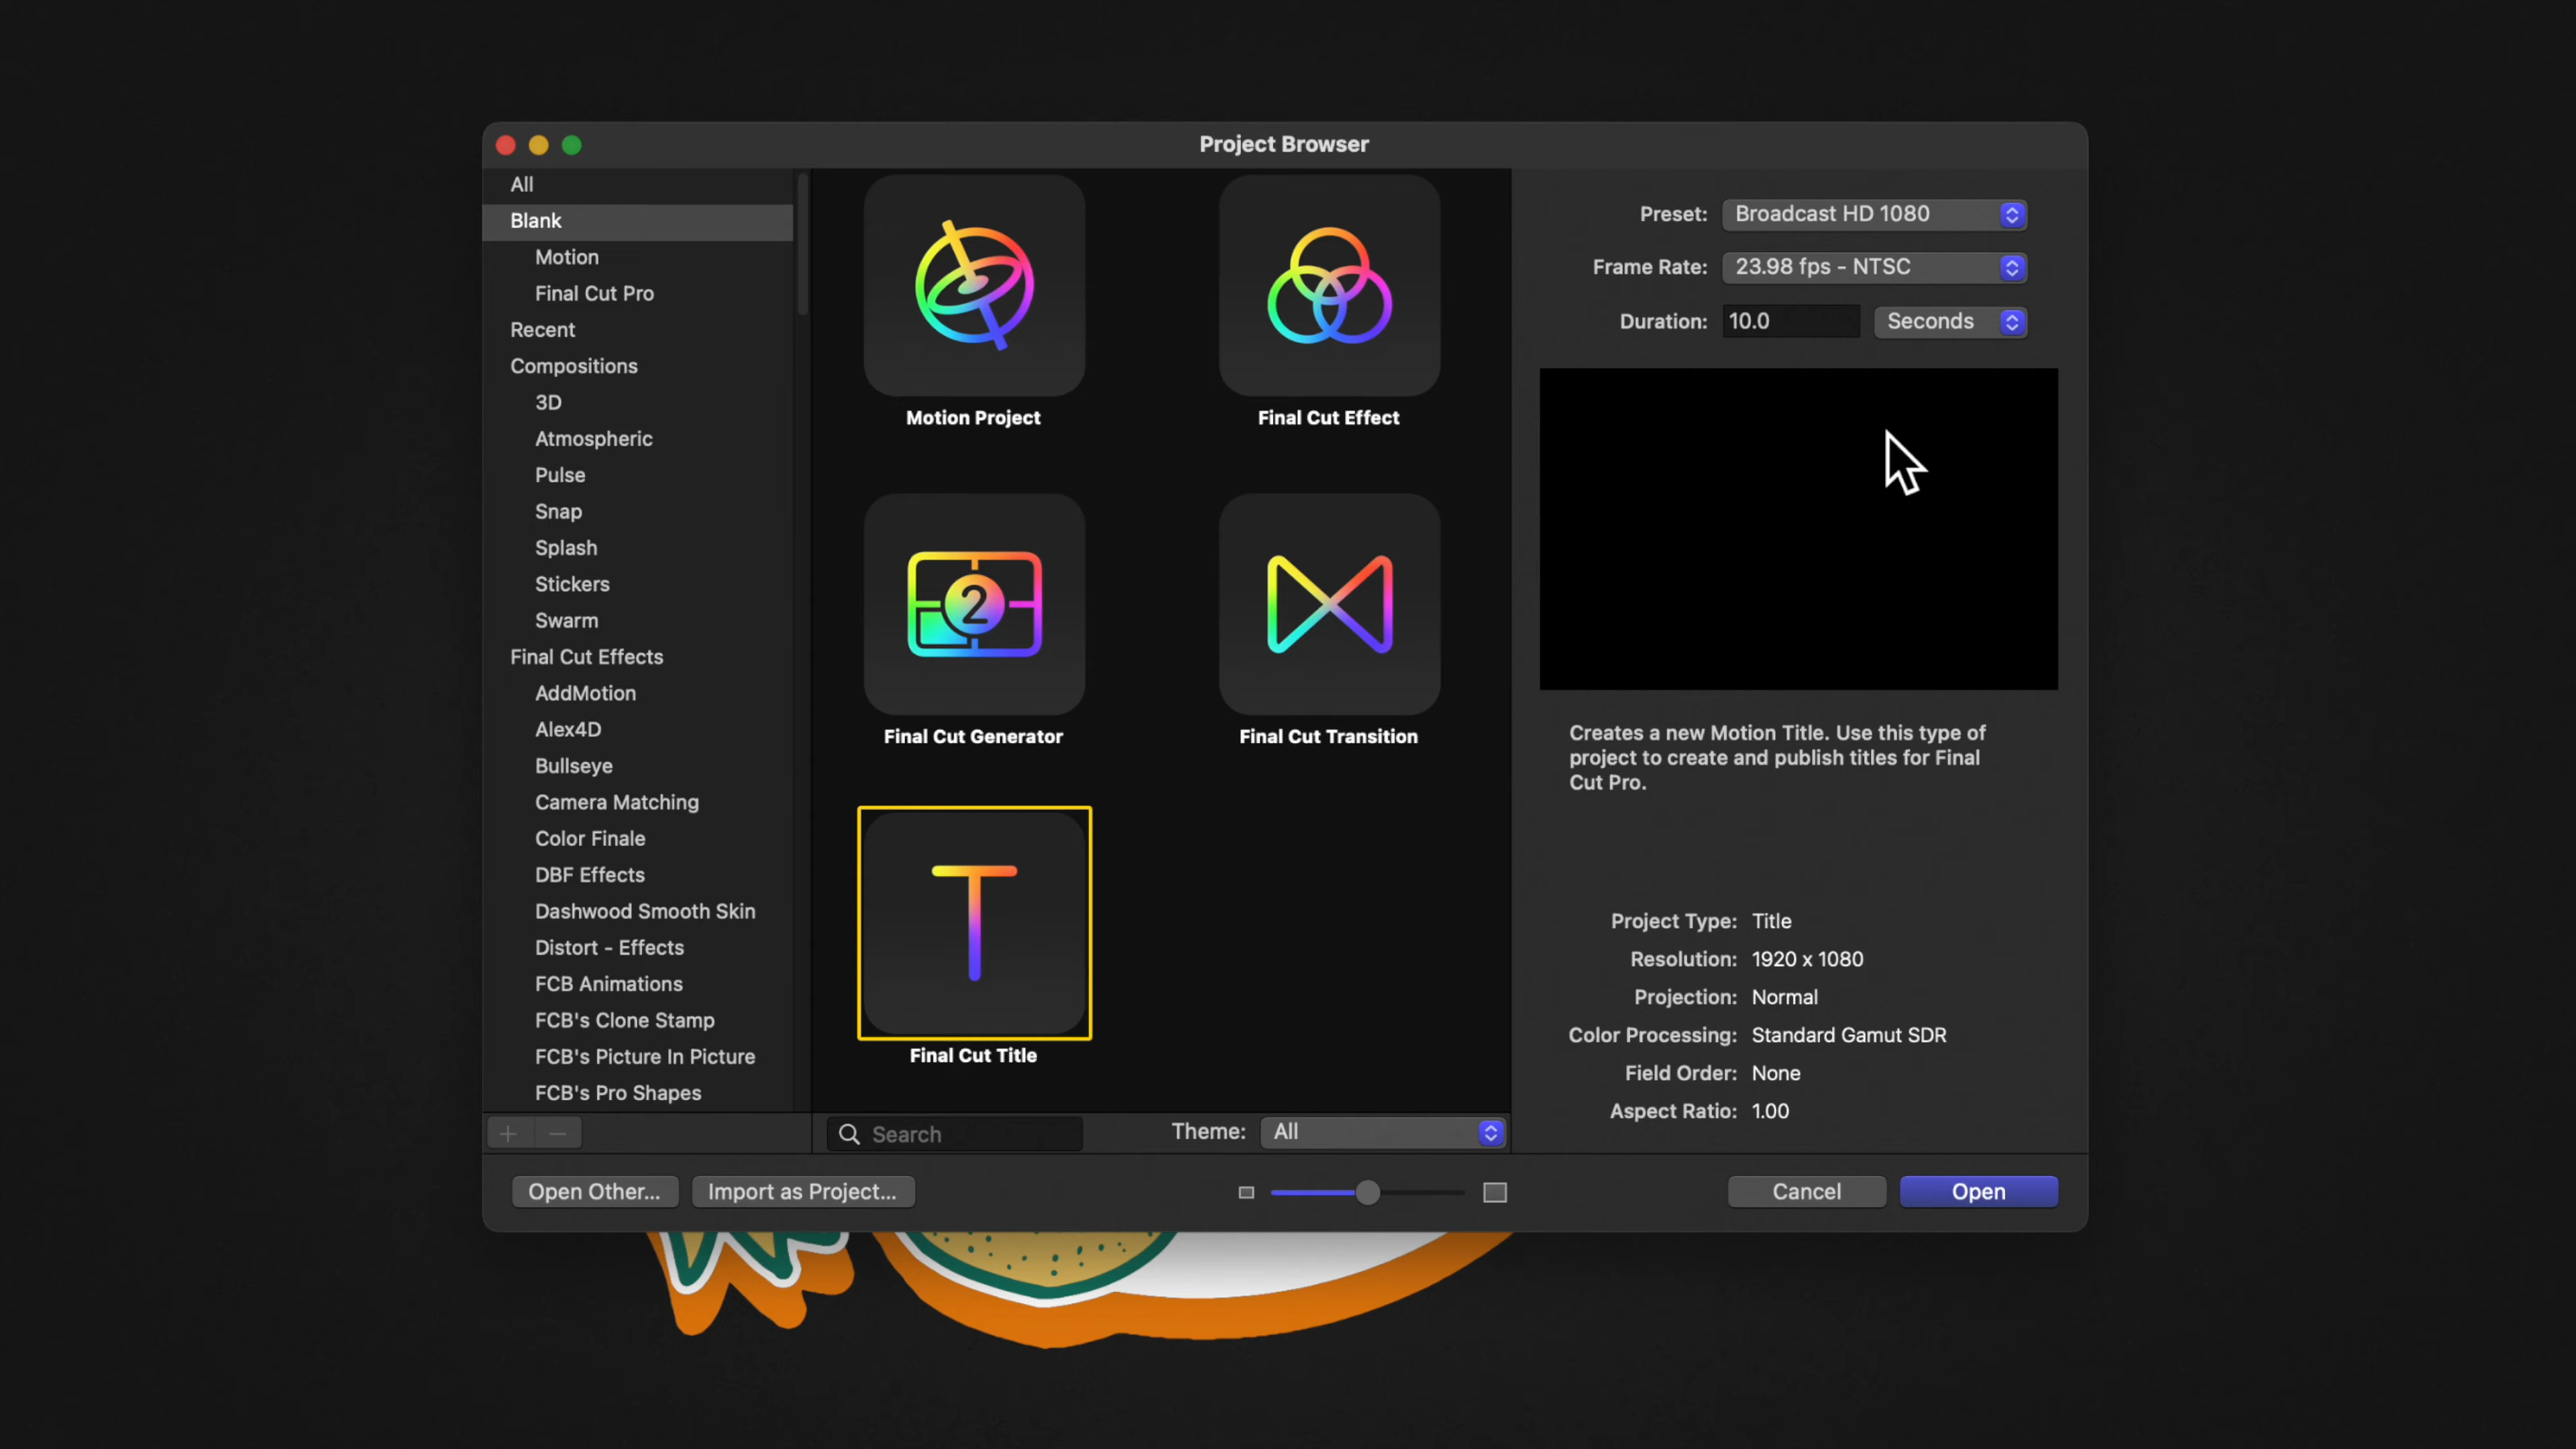 Project Browser
All
Blank
Motion
Final Cut Pro
Recent
Compositions
3D
Atmospheric
Pulse
Snap
Splash
Stickers
Swarm
Final Cut Effects
AddMotion
Alex4D
Bullseye
Camera Matching
Color Finale
DBF Effects
Dashwood Smooth Skin
Distort - Effects
FCB Animations
FCB's Clone Stamp
FCB's Picture In Picture
FCB's Pro Shapes
Motion Project
Final Cut Effect
2
Final Cut Generator
Final Cut Transition
T
Final Cut Title
Search
Theme: All
Preset: Broadcast HD 1080
Frame Rate: 23.98 fps - NTSC
Duration: 10.0 Seconds
Creates a new Motion Title. Use this type of
project to create and publish titles for Final
Cut Pro.
Project Type: Title
Resolution: 1920 x 1080
Projection: Normal
Color Processing: Standard Gamut SDR
Field Order: None
Aspect Ratio: 1.00
Open Other...
Import as Project...
Cancel
Open